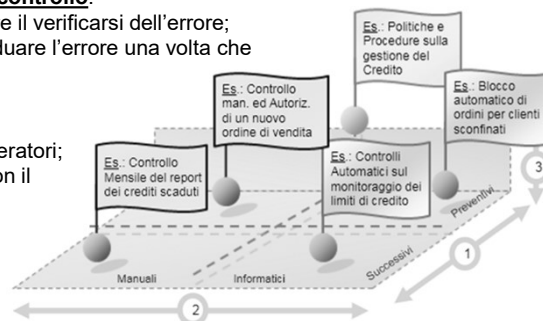 controllo:
e il verificarsi dell'errore;
duare l'errore una volta che
eratori;
on il
Es.: Politiche e
Procedure sulla
gestione del
Credito
Es.: Controllo
man. ed Autoriz.
di un nuovo
ordine di vendita
Es.: Blocco
automatico di
ordini per clienti
sconfinati
Es.: Controllo
Mensile del report
dei crediti scaduti
Es.: Controlli
Automatici sul
monitoraggio dei
limiti di credito
3
Preventivi
1
Successivi
Manuali
Informatici
2